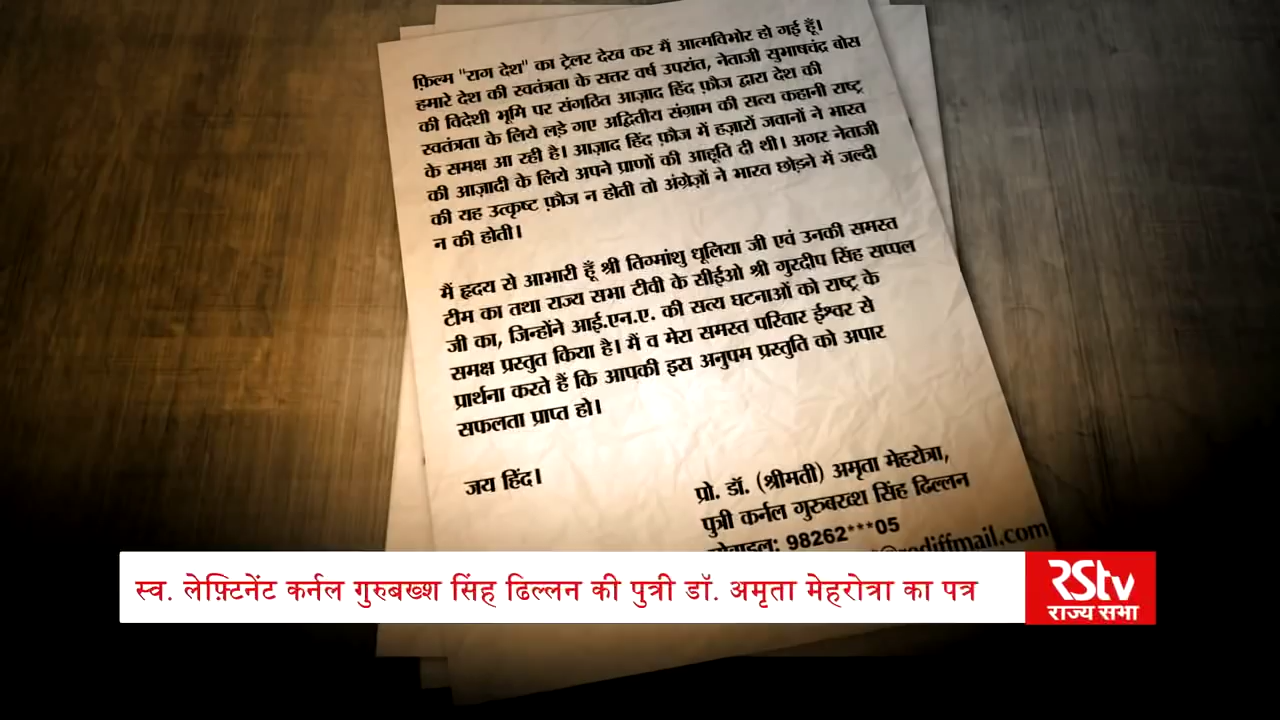 फ़िल्म "राग देश" का ट्रेलर देख कर मैं आत्मविभोर हो गई हूँ।
हमारे देश की स्वतंत्रता के सत्तर वर्ष उपरांत, नेताजी सुभाषचंद्र बोस
की विदेशी भूमि पर संगठित आज़ाद हिंद फ़ौज द्वारा देश की
स्वतंत्रता के लिये लड़े गए अद्वितीय संग्राम की सत्य कहानी राष्ट्र
के समक्ष आ रही है। आज़ाद हिंद फ़ौज में हज़ारों जवानों ने भारत
की आज़ादी के लिये अपने प्राणों की आहूति दी थी। अगर नेताजी
की यह उत्कृष्ट फ़ौज न होती तो अंग्रेज़ों ने भारत छोड़ने में जल्दी
न की होती।
मैं हृदय से आभारी हूँ श्री तिग्मांशु धूलिया जी एवं उनकी समस्त
टीम का तथा राज्य सभा टीवी के सीईओ श्री गुरदीप सिंह सप्पल
जी का, जिन्होंने आई.एन.ए. की सत्य घटनाओं को राष्ट्र के
समक्ष प्रस्तुत किया है। मैं व मेरा समस्त परिवार ईश्वर से
प्रार्थना करते हैं कि आपकी इस अनुपम प्रस्तुति को अपार
सफलता प्राप्त हो।
जय हिंद।
प्रो. डॉ. (श्रीमती) अमृता मेहरोत्रा,
पुत्री कर्नल गुरुबख्श सिंह ढिल्लन
98262***05
@rediffmail.com
स्व. लेफ़्टिनेंट कर्नल गुरुबख्श सिंह ढिल्लन की पुत्री डॉ. अमृता मेहरोत्रा का पत्र
RStv
राज्य सभा